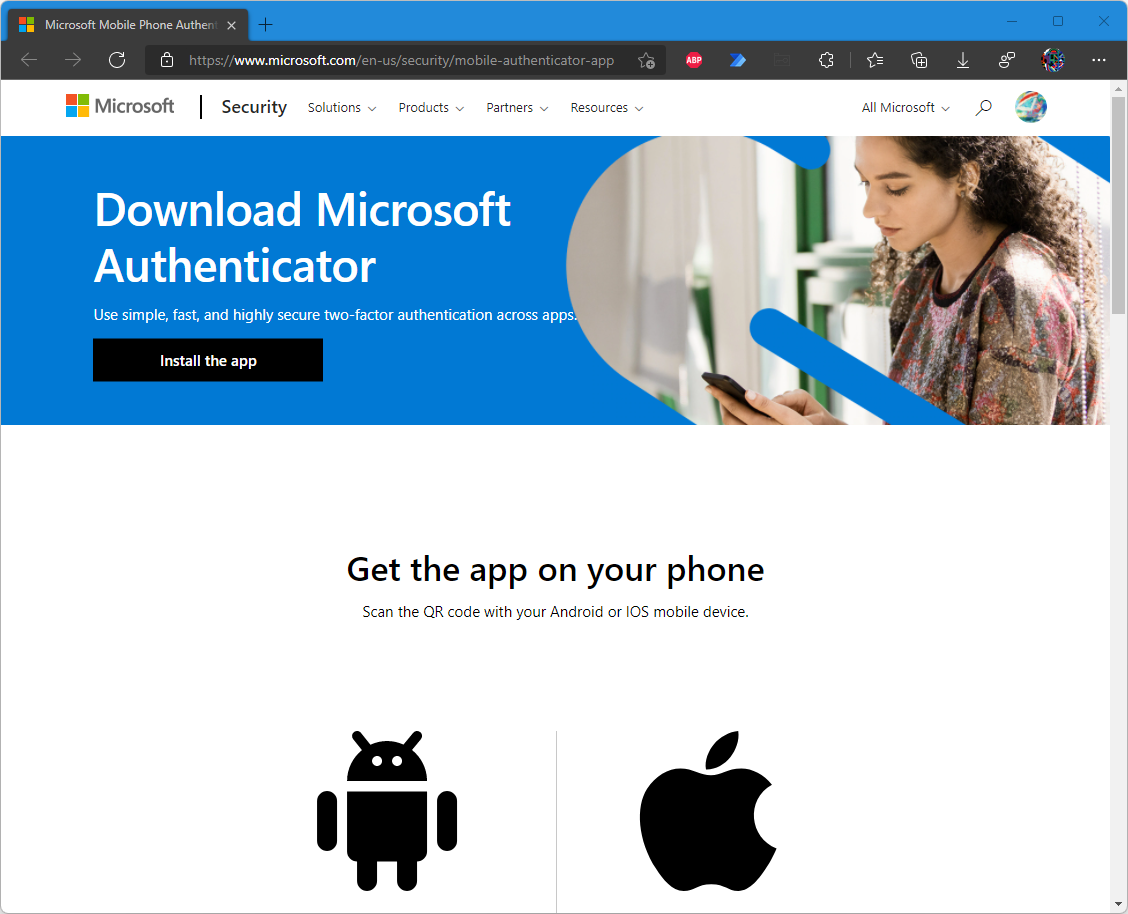 Microsoft Mobile Phone Authent
https://www.microsoft.com/en-us/security/mobile-authenticator-app
ABP
Microsoft
Security
Solutions
Products
Partners
Resources
All Microsoft
Download Microsoft
Authenticator
Use simple, fast, and highly secure two-factor authentication across apps.
Install the app
Get the app on your phone
Scan the QR code with your Android or IOS mobile device.